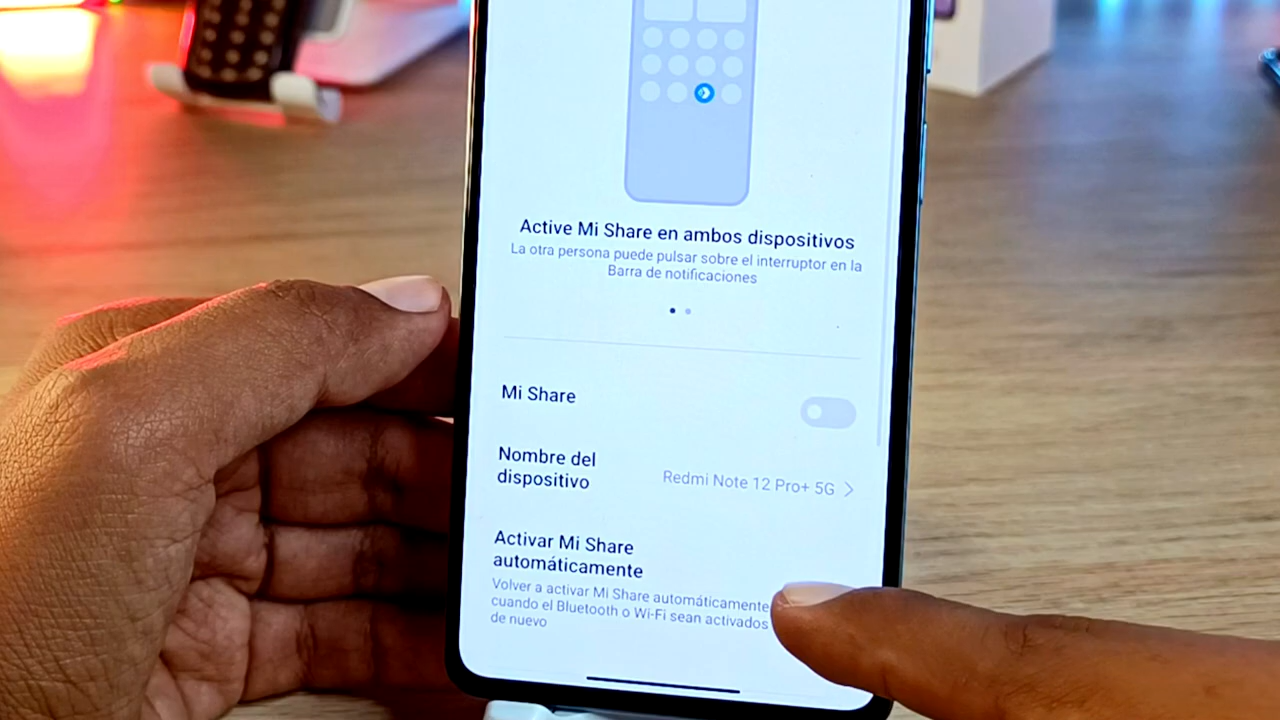 Active Mi Share en ambos dispositivos
La otra persona puede pulsar sobre el interruptor en la
Barra de notificaciones
Mi Share
Nombre del
dispositivo
Redmi Note 12 Pro+ 5G
Activar Mi Share
automáticamente
Volver a activar Mi Share automáticamente
cuando el Bluetooth o Wi-Fi sean activados
de nuevo